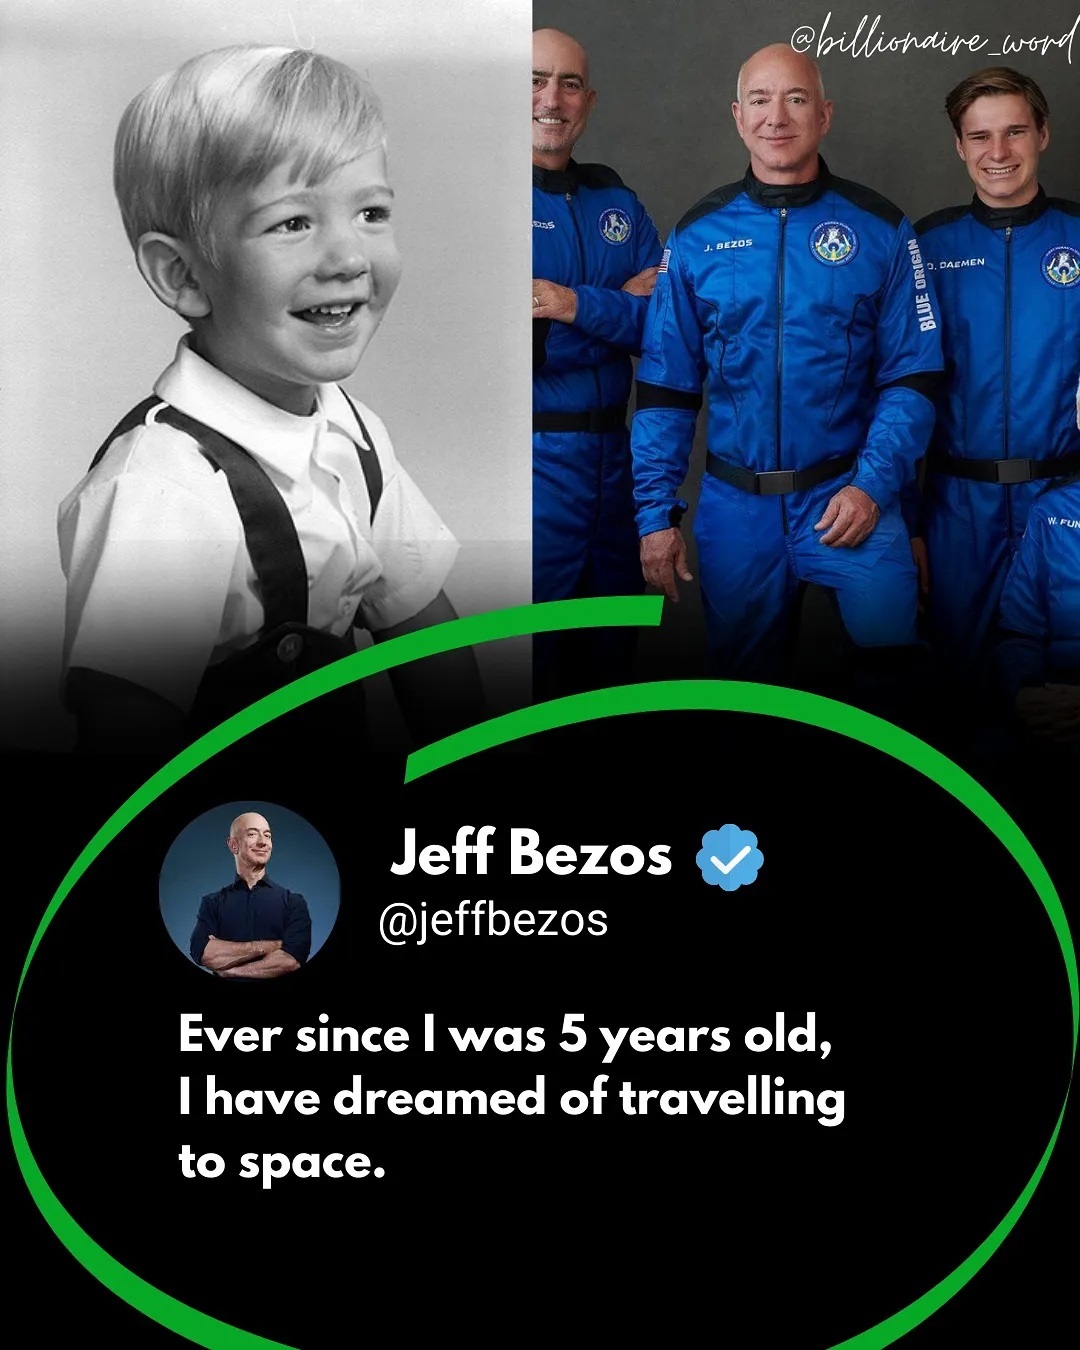 @billionaire_word
J. BEZOS
BLUE ORIGIN
D. DAEMEN
W. FUN
Jeff Bezos
@jeffbezos
Ever since I was 5 years old,
I have dreamed of travelling
to space.